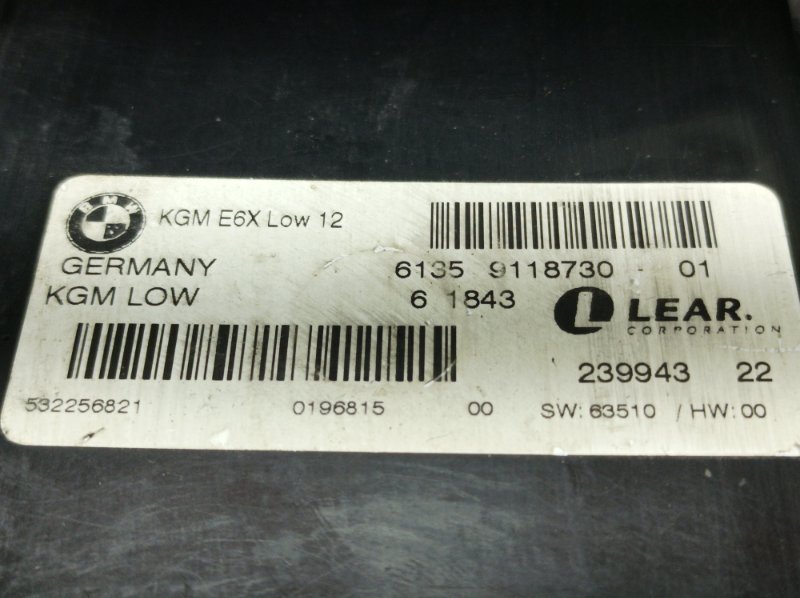 BMW
KGM E6X Low 12
GERMANY
6135 9118730 - 01
KGM LOW
6 1843
L LEAR.
CORPORATION
239943 22
532256821 0196815 00 SW: 63510 / HW: 00